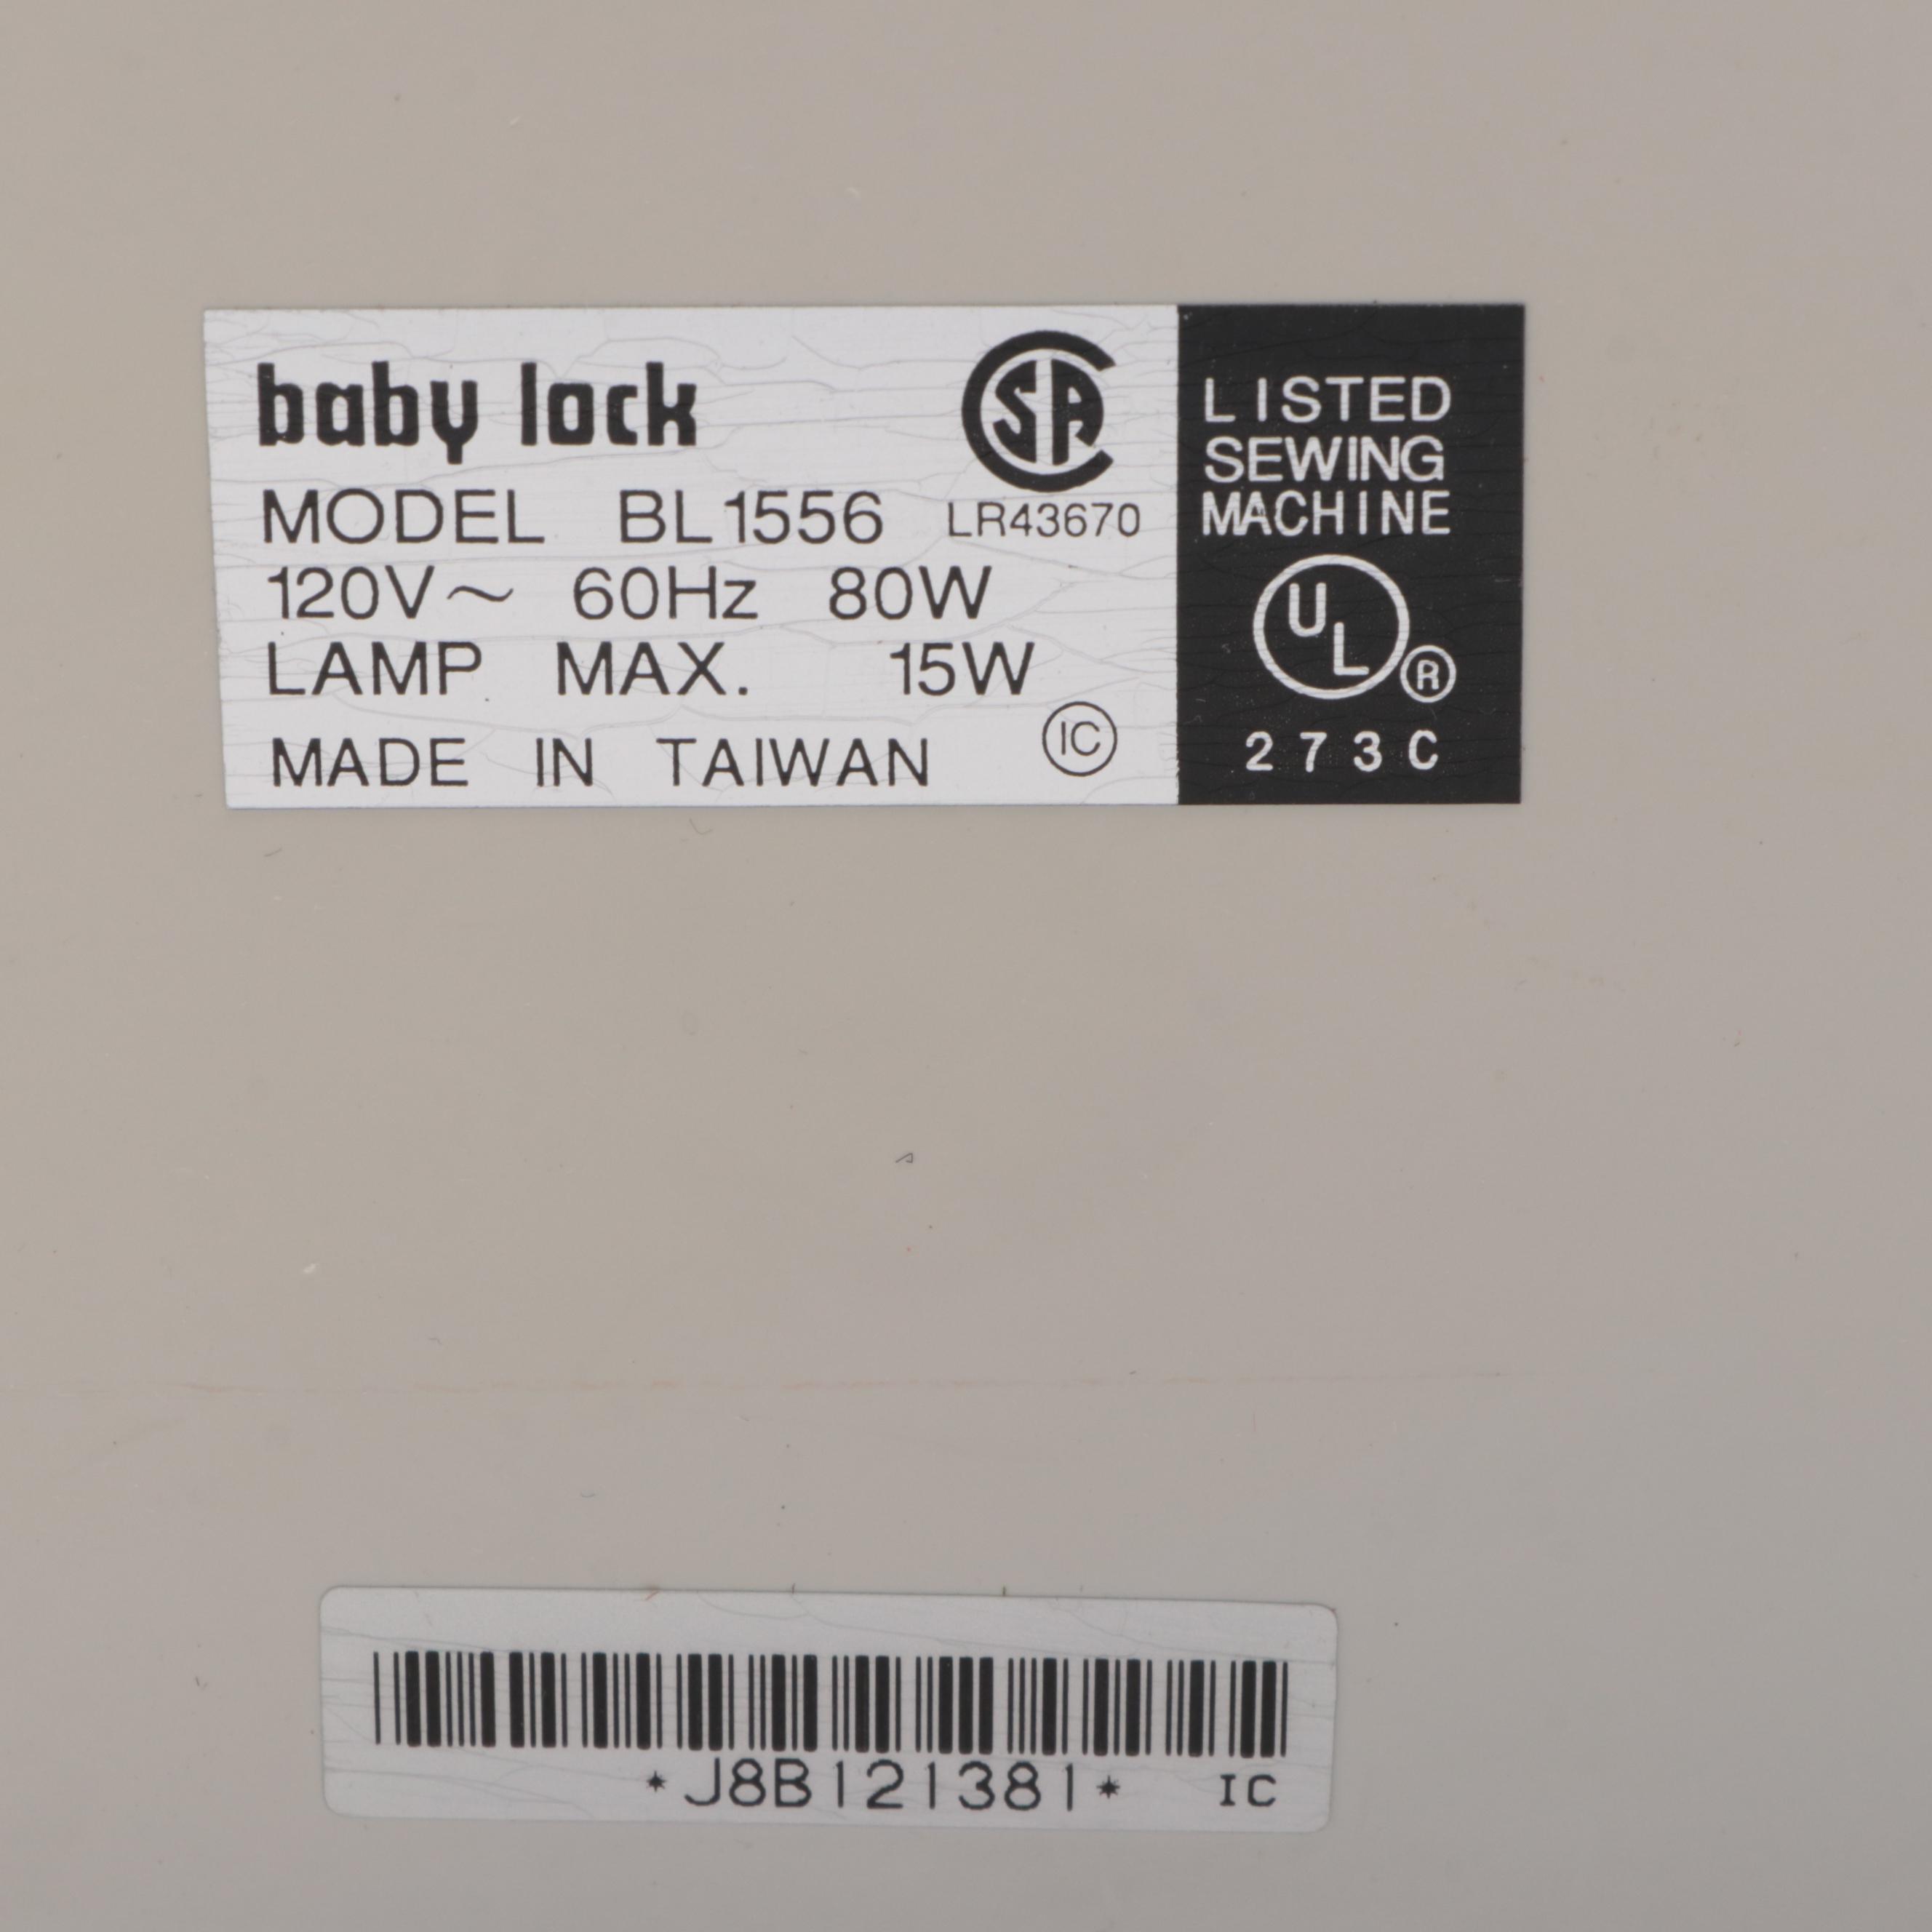 baby lock
SA
MODEL BL1556 LR43670
120V~ 60Hz 80W
LAMP MAX. 15W
MADE IN TAIWAN IC
LISTED
SEWING
MACHINE
UL ®
273C
*J8B121381* IC